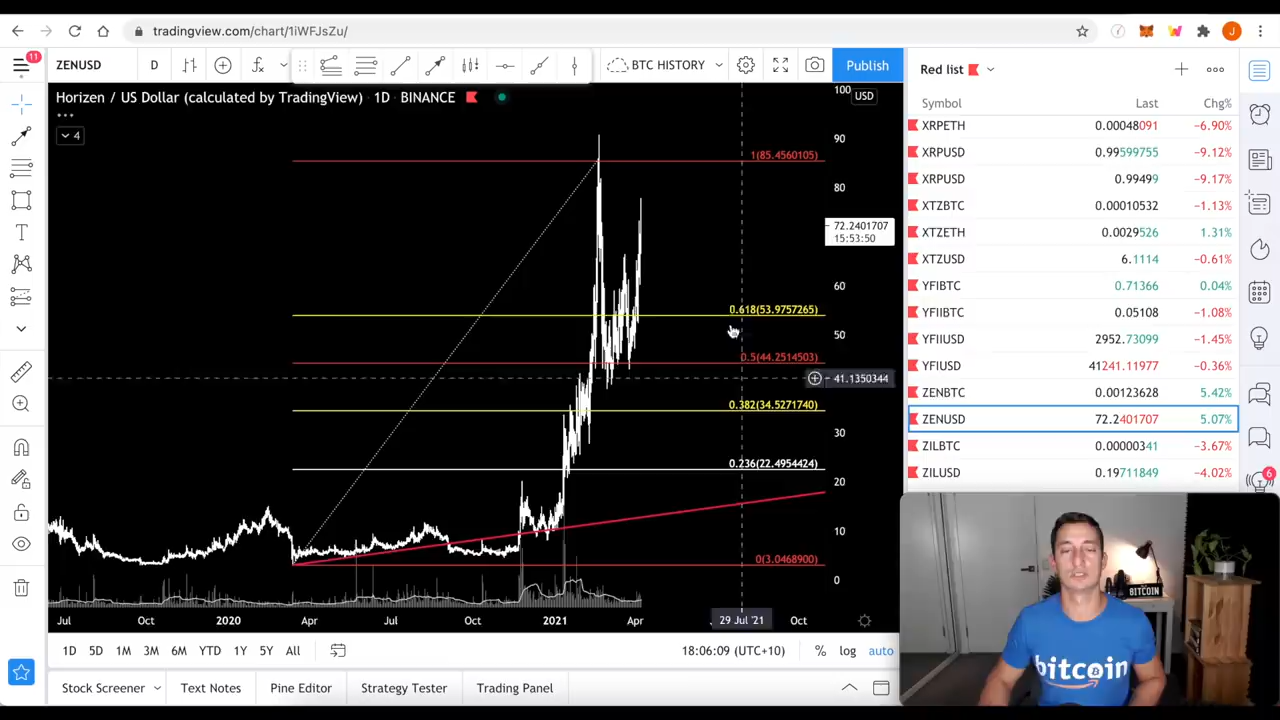 tradingview.com/chart/1iWFJsZu/
J
11
ZENUSD
D
BTC HISTORY
Publish
Red list
Horizen / US Dollar (calculated by TradingView) · 1D · BINANCE
4
USD
Symbol Last Chg%
XRPETH 0.00048091 −6.90%
XRPUSD 0.99599755 −9.12%
XRPUSD 0.99499 −9.17%
XTZBTC 0.00010532 −1.13%
XTZETH 0.0029526 1.31%
XTZUSD 6.1114 −0.61%
YFIBTC 0.71366 0.04%
YFIIBTC 0.05108 −1.08%
YFIIUSD 2952.73099 −1.45%
YFIUSD 41241.11977 −0.36%
ZENBTC 0.00123628 5.42%
ZENUSD 72.2401707 5.07%
ZILBTC 0.00000341 −3.67%
ZILUSD 0.19711849 −4.02%
6
100
90
80
72.2401707
15:53:50
60
50
41.1350344
30
20
10
0
1(85.4560105)
0.618(53.9757265)
0.5(44.2514503)
0.382(34.5271740)
0.236(22.4954424)
0(3.0468900)
Jul Oct 2020 Apr Jul Oct 2021 Apr 29 Jul '21 Oct
1D 5D 1M 3M 6M YTD 1Y 5Y All
18:06:09 (UTC+10) % log auto
Stock Screener Text Notes Pine Editor Strategy Tester Trading Panel
BITCOIN
bitcoin